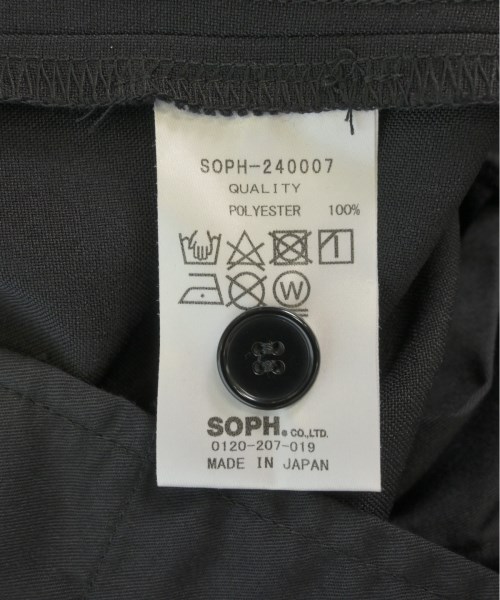 SOPH-240007
QUALITY
POLYESTER 100%
W
SOPH. CO.,LTD.
0120-207-019
MADE IN JAPAN